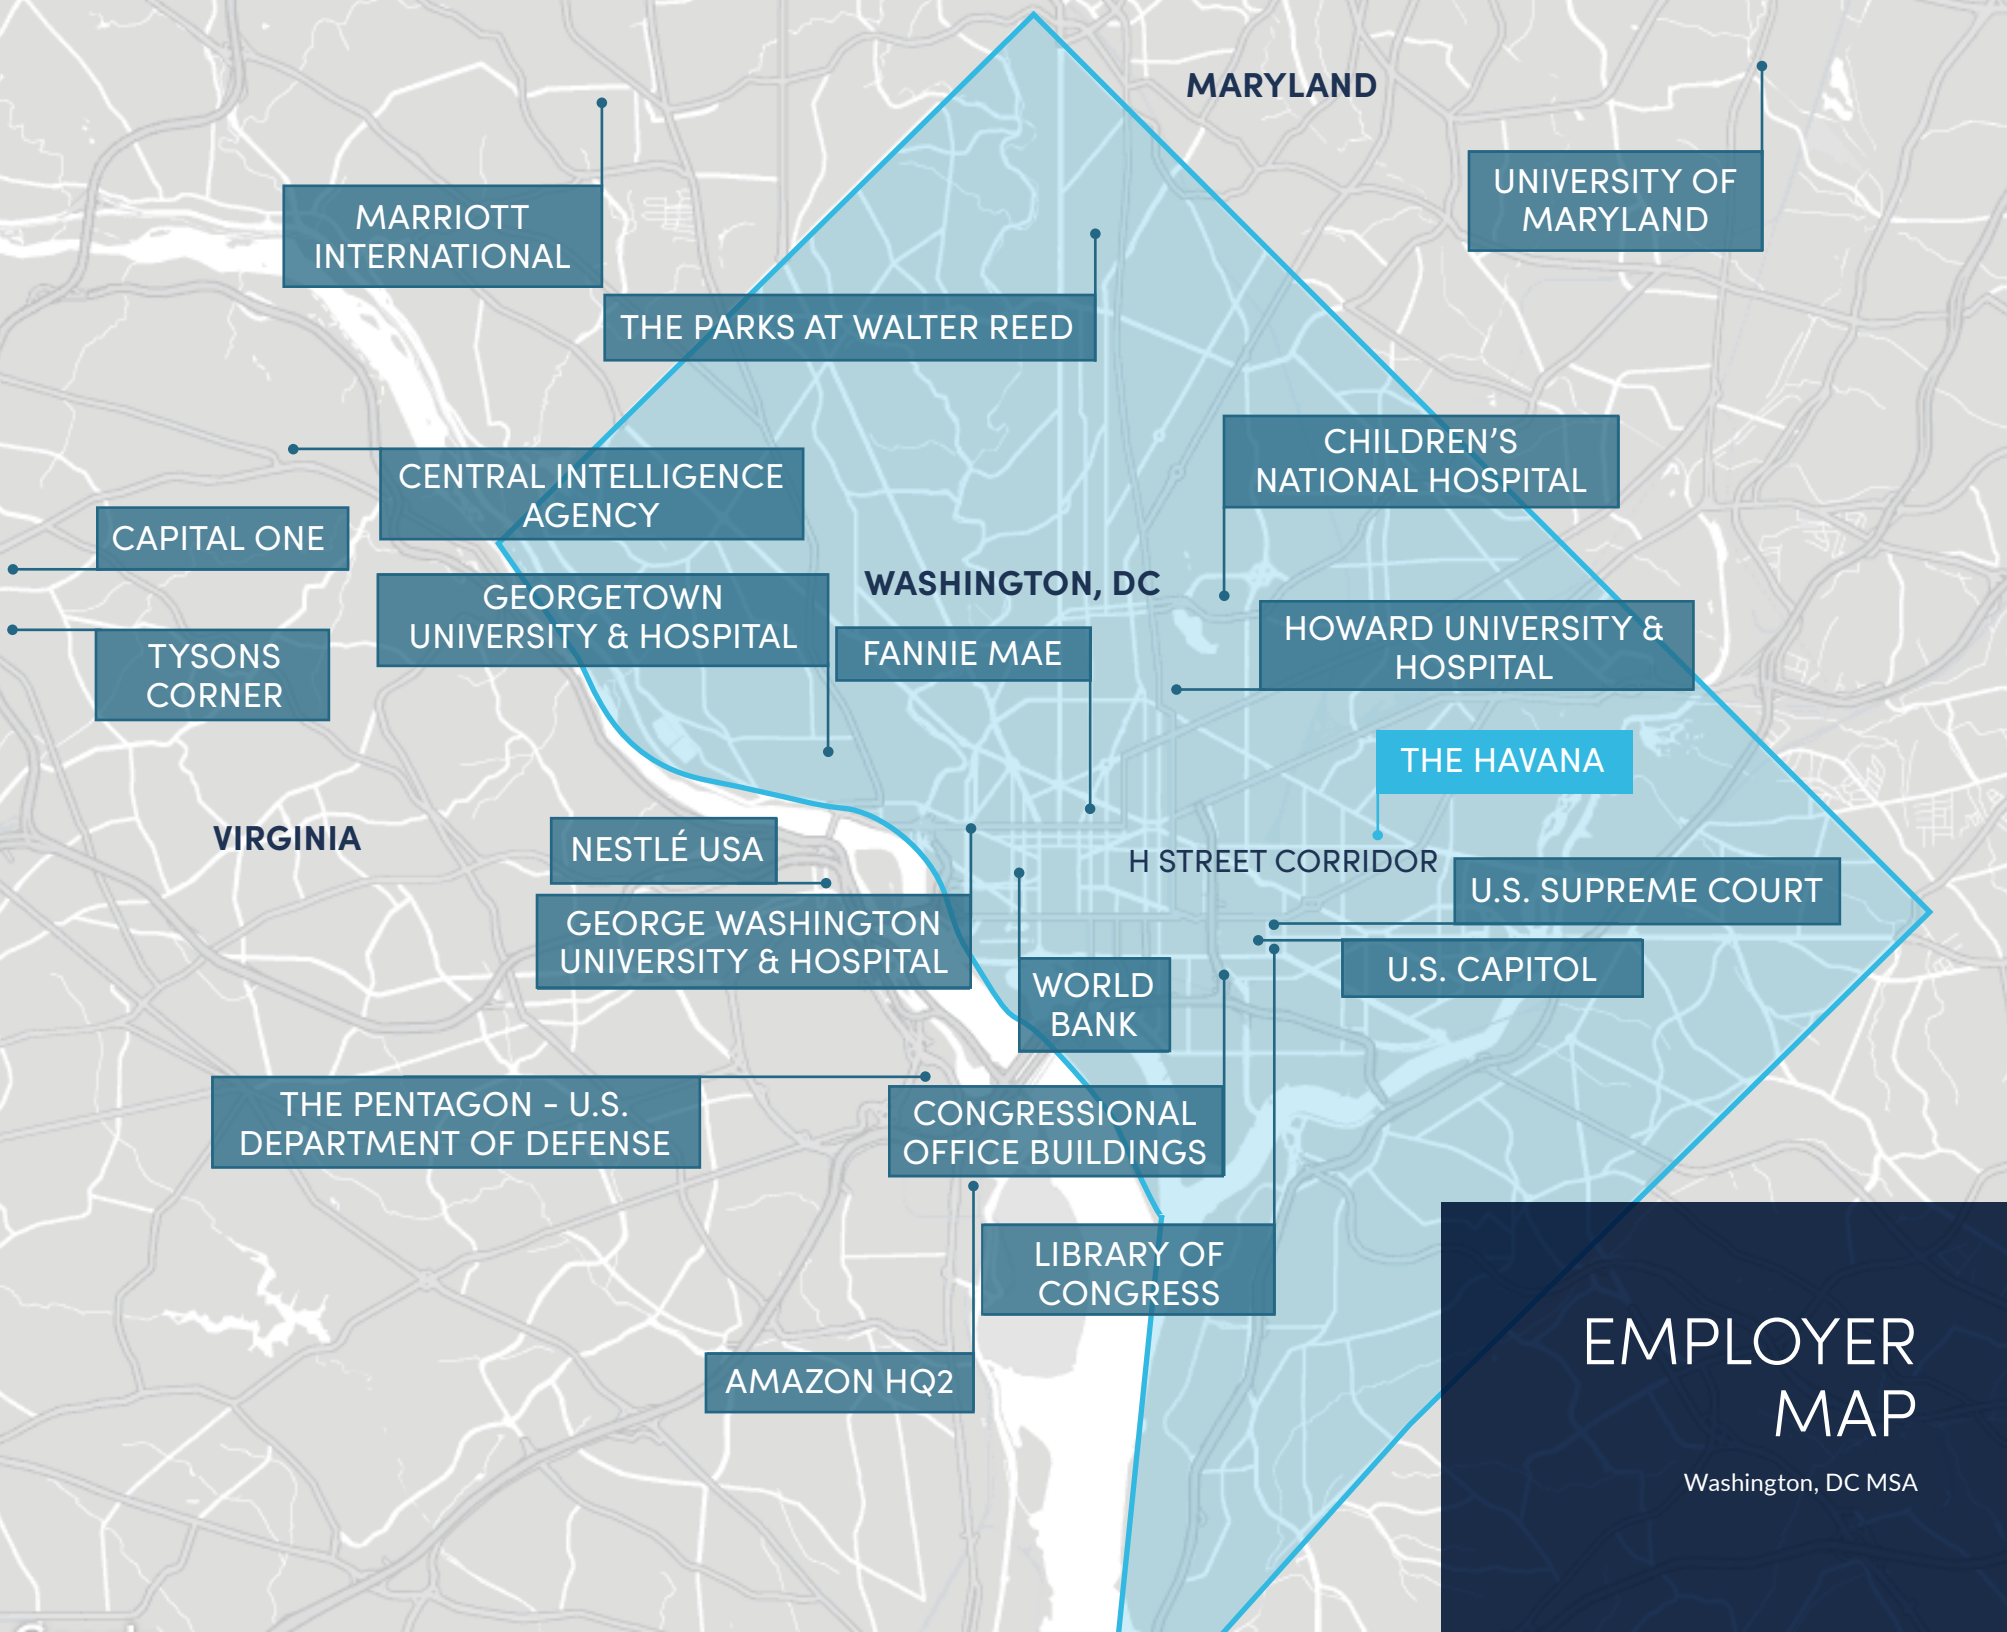 MARYLAND
UNIVERSITY OF
MARYLAND
MARRIOTT
INTERNATIONAL
THE PARKS AT WALTER REED
CHILDREN’S
NATIONAL HOSPITAL
CENTRAL INTELLIGENCE
AGENCY
CAPITAL ONE
WASHINGTON, DC
GEORGETOWN
UNIVERSITY & HOSPITAL
FANNIE MAE
HOWARD UNIVERSITY &
HOSPITAL
TYSONS
CORNER
THE HAVANA
VIRGINIA
NESTLÉ USA
H STREET CORRIDOR
U.S. SUPREME COURT
GEORGE WASHINGTON
UNIVERSITY & HOSPITAL
U.S. CAPITOL
WORLD
BANK
THE PENTAGON - U.S.
DEPARTMENT OF DEFENSE
CONGRESSIONAL
OFFICE BUILDINGS
LIBRARY OF
CONGRESS
AMAZON HQ2
EMPLOYER
MAP
Washington, DC MSA